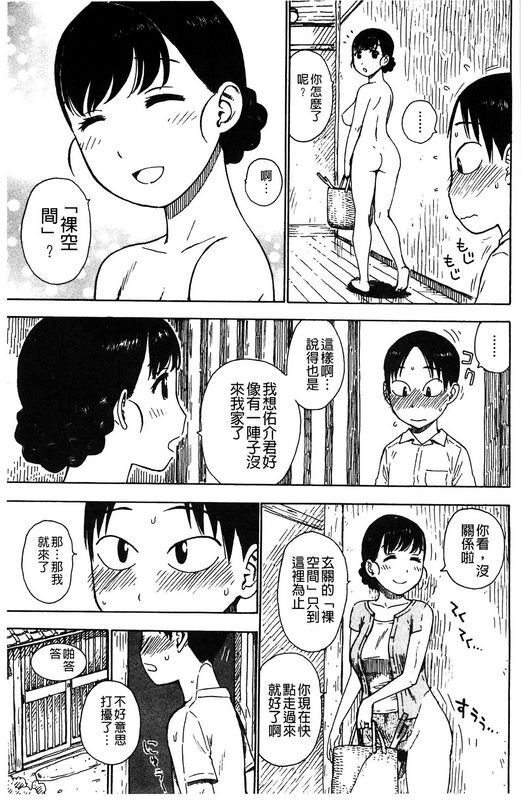 你怎麼了
呢？
……
もじ
もじ
啊…
「裸空
間」？
……
コク
這樣啊…
說得也是
我想佑介君好
像有一陣子沒
來我家了
你看，沒
關係啦
てくてく…
玄關的「裸
空間」只到
這裡為止
你現在快
點走過來
就好了啊
那…那我
就來了
不好意思
打擾了…
啪答
答